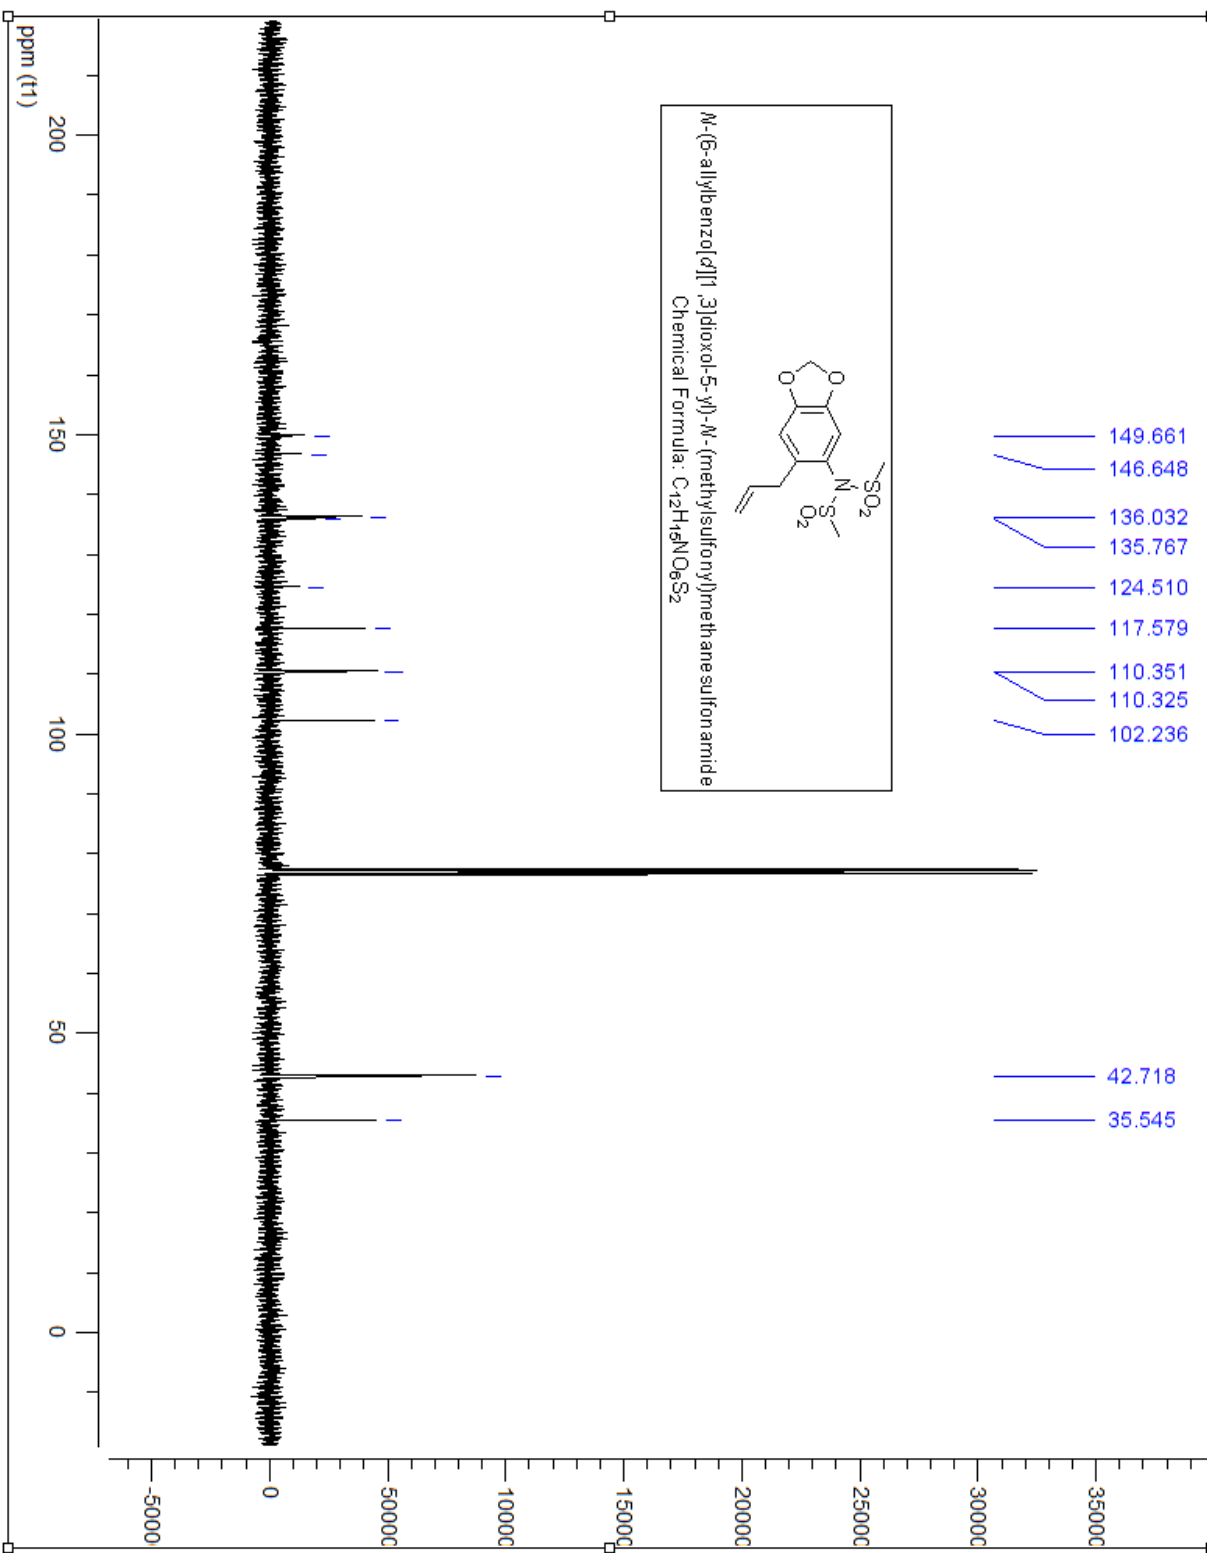 149.661
146.648
136.032
135.767
124.510
117.579
110.351
110.325
102.236
42.718
35.545
O
O
N
SO2
S
O2
N-(6-allylbenzo[d][1,3]dioxol-5-yl)-N-(methylsulfonyl)methanesulfonamide
Chemical Formula: C12H15NO6S2
200
150
100
50
0
ppm (t1)
-5000
0
5000
10000
15000
20000
25000
30000
35000